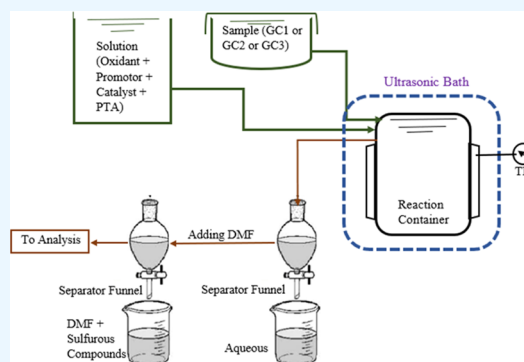 Solution
(Oxidant +
Promotor +
Catalyst +
PTA)
Sample (GC1 or
GC2 or GC3)
Ultrasonic Bath
Reaction
Container
To Analysis
Adding DMF
Separator Funnel
Separator Funnel
DMF +
Sulfurous
Compounds
Aqueous